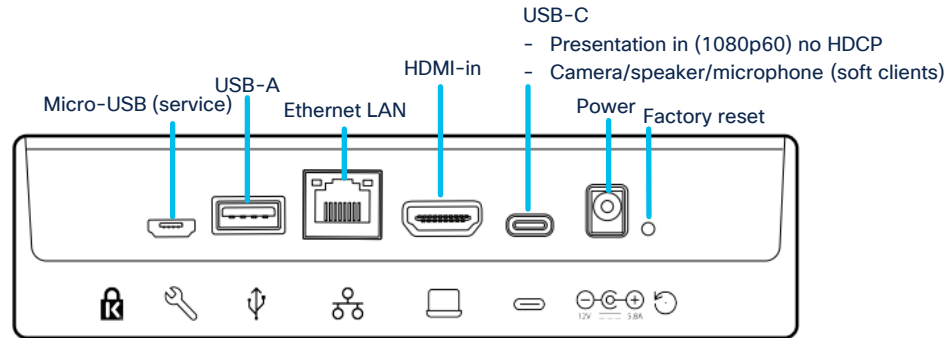 USB-C
- Presentation in (1080p60) no HDCP
- Camera/speaker/microphone (soft clients)
HDMI-in
USB-A
Micro-USB (service)
Ethernet LAN
Power
Factory reset
K
12V
5.8A